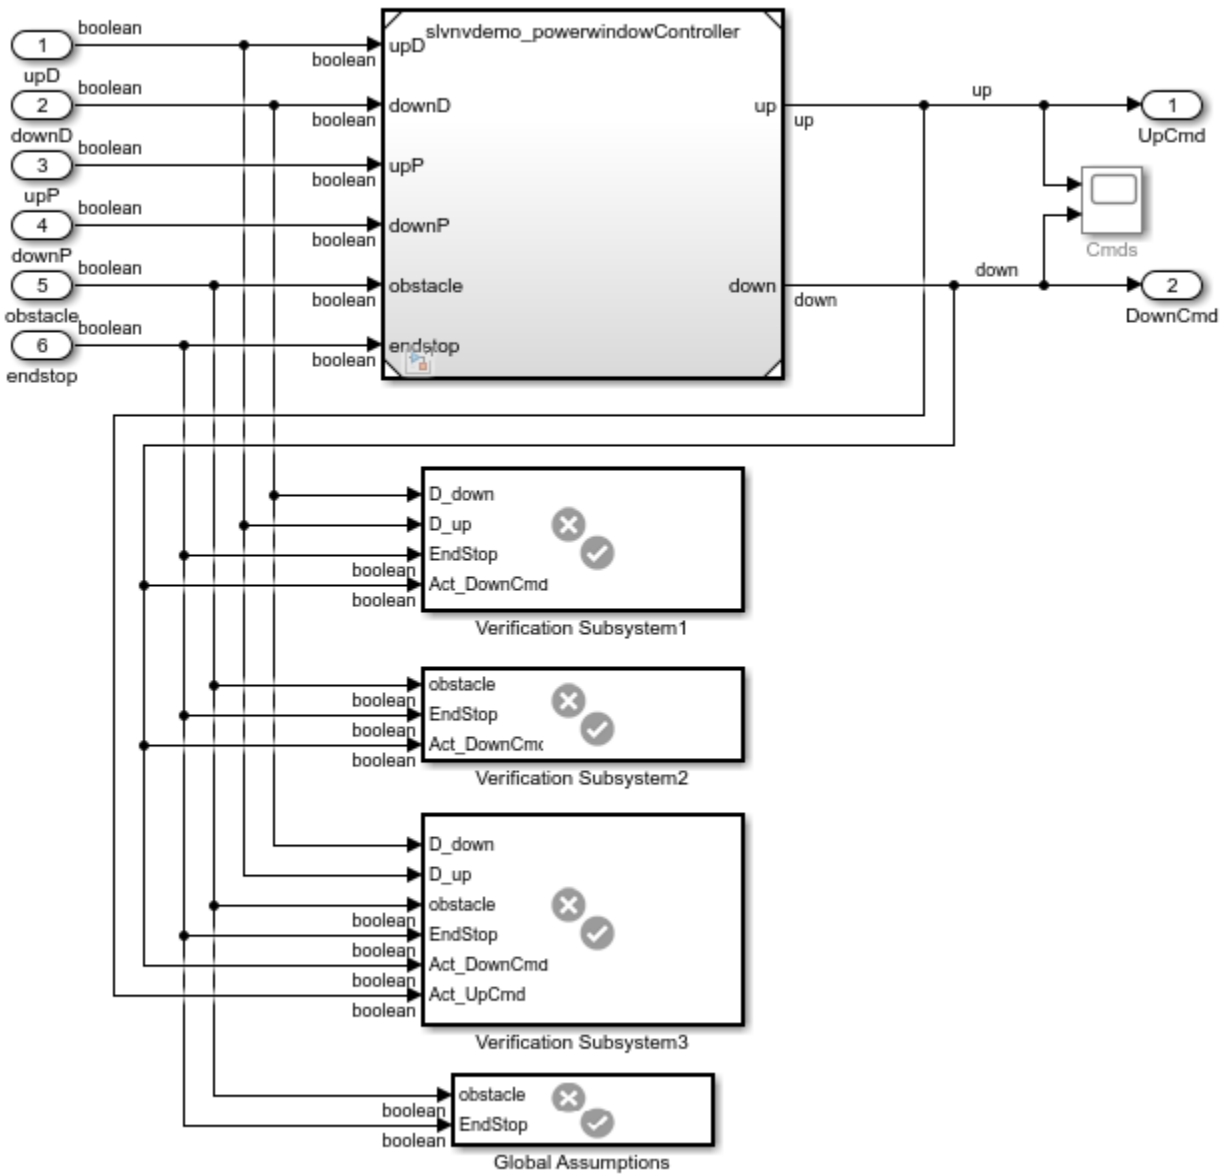 boolean
1
upD
boolean
slvnvdemo_powerwindowController
upD
boolean
2
downD
boolean
downD
boolean
3
upP
boolean
upP
boolean
4
downP
boolean
downP
boolean
5
obstacle
boolean
obstacle
boolean
6
endstop
boolean
endstop
up
up
up
1
UpCmd
Cmds
down
down
down
2
DownCmd
D_down
D_up
EndStop
boolean
Act_DownCmd
boolean
Verification Subsystem1
obstacle
boolean
EndStop
boolean
Act_DownCmc
boolean
Verification Subsystem2
D_down
D_up
obstacle
boolean
EndStop
boolean
Act_DownCmd
boolean
Act_UpCmd
boolean
Verification Subsystem3
obstacle
boolean
EndStop
boolean
Global Assumptions